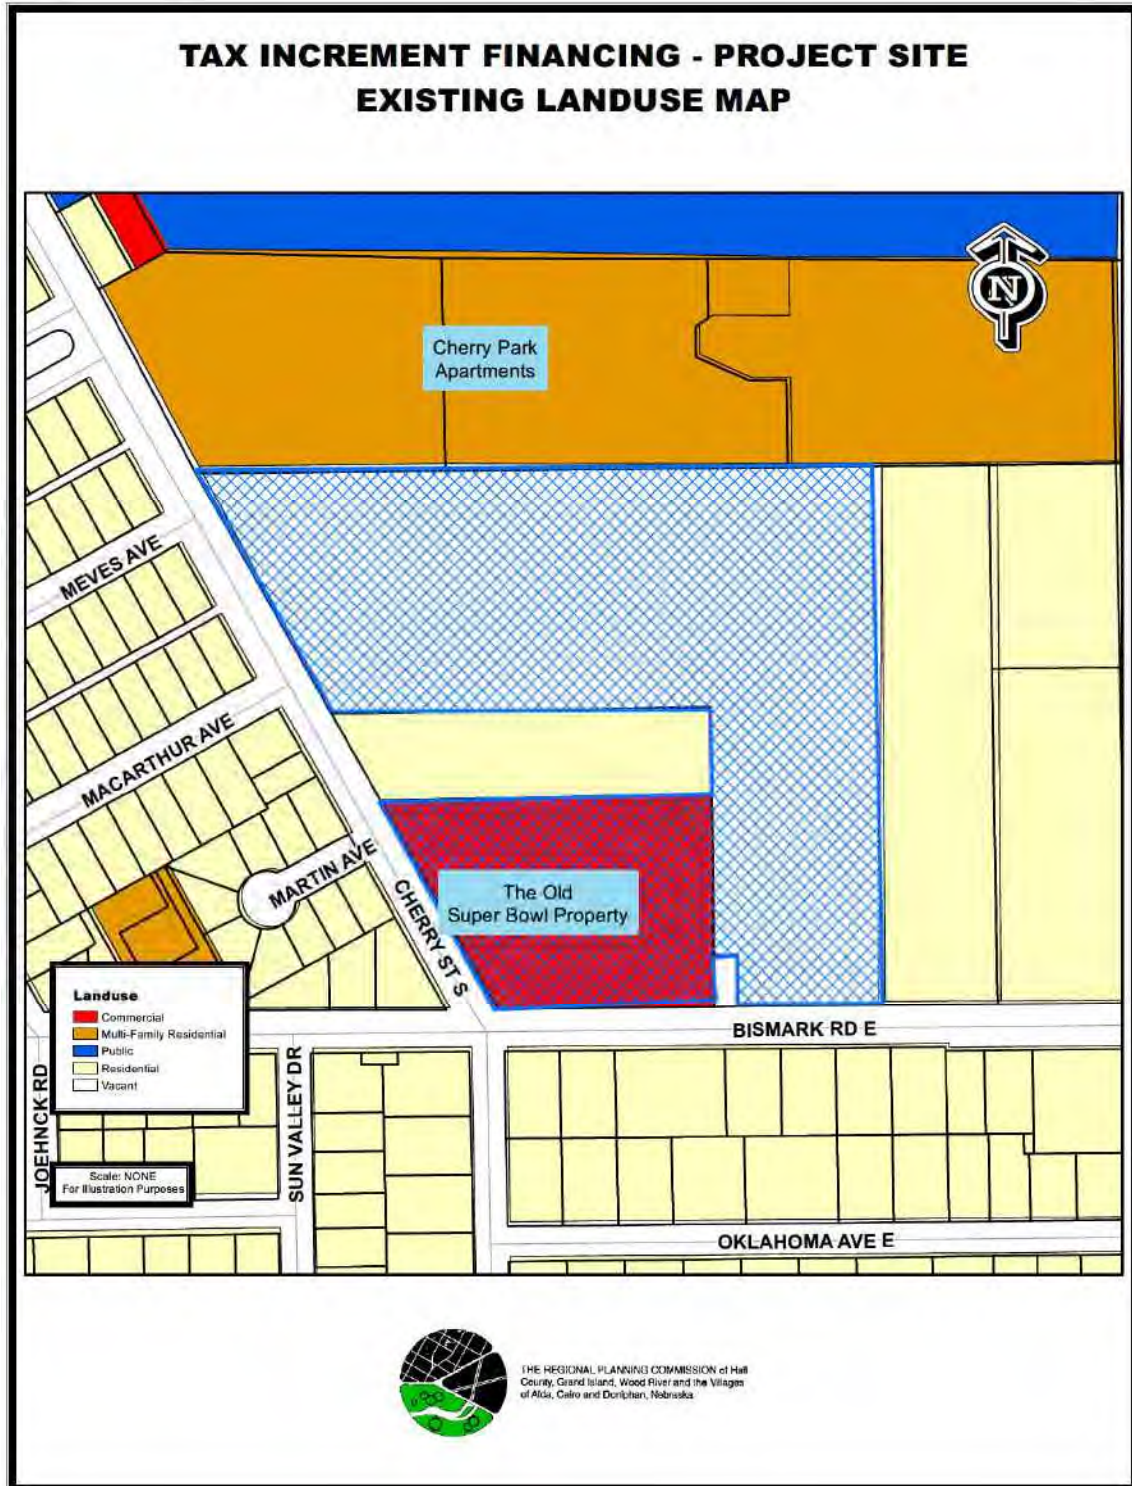 TAX INCREMENT FINANCING - PROJECT SITE
EXISTING LANDUSE MAP
N
Cherry Park
Apartments
MEVES AVE
MACARTHUR AVE
MARTIN AVE
CHERRY ST S
The Old
Super Bowl Property
Landuse
Commercial
Multi-Family Residential
Public
Residential
Vacant
BISMARK RD E
JOEHNCK RD
SUN VALLEY DR
Scale: NONE
For Illustration Purposes
OKLAHOMA AVE E
THE REGIONAL PLANNING COMMISSION of Hall
County, Grand Island, Wood River and the Villages
of Alda, Cairo and Doniphan, Nebraska